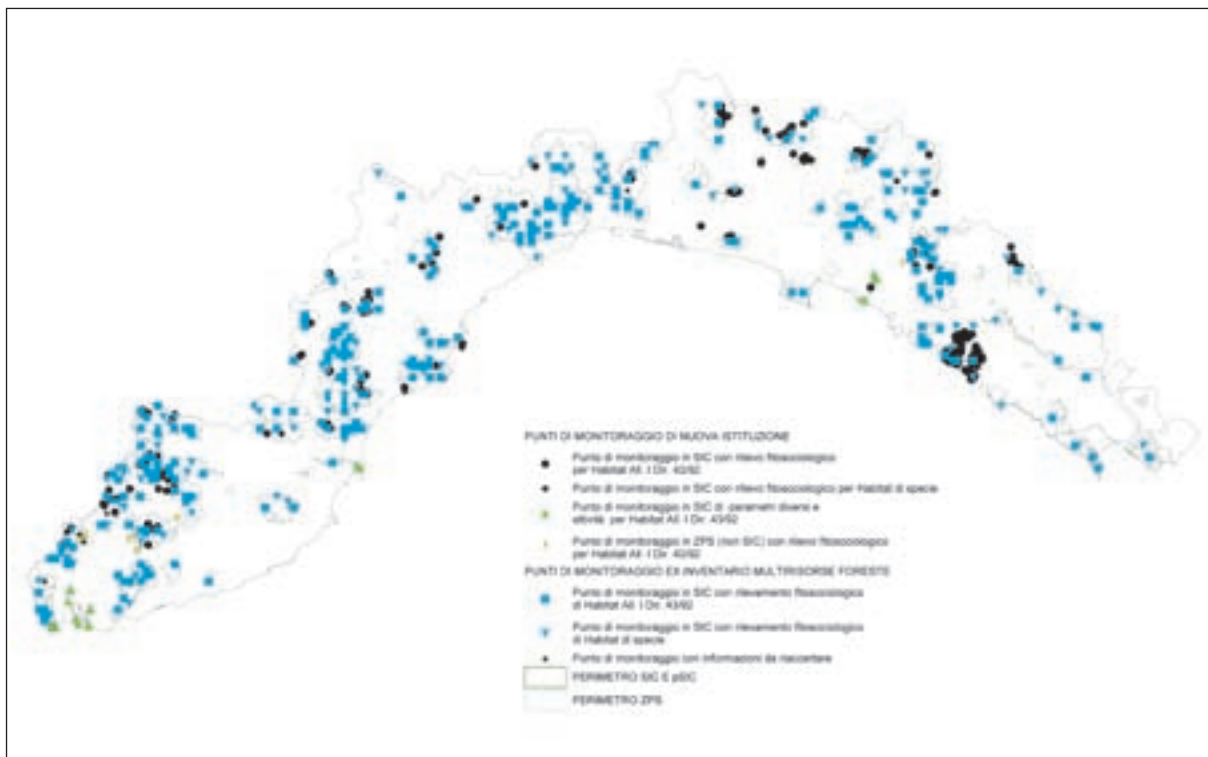 PUNTI DI MONITORAGGIO DI NUOVA ISTITUZIONE
Punto di monitoraggio in SIC con rilievo fitosociologico
per Habitat All. I Dir. 43/92
Punto di monitoraggio in SIC con rilievo fitosociologico per Habitat di specie
Punto di monitoraggio in SIC di parametri diversi e
attività per Habitat All. I Dir. 43/92
Punto di monitoraggio in ZPS (non SIC) con rilievo fitosociologico
per Habitat All. I Dir. 43/92
PUNTI DI MONITORAGGIO EX INVENTARIO MULTIRISORSE FORESTE
Punto di monitoraggio in SIC con rilevamento fitosociologico
di Habitat All. I Dir. 43/92
Punto di monitoraggio in SIC con rilevamento fitosociologico
di Habitat di specie
Punto di monitoraggio con informazioni da riaccertare
PERIMETRO SIC E pSIC
PERIMETRO ZPS